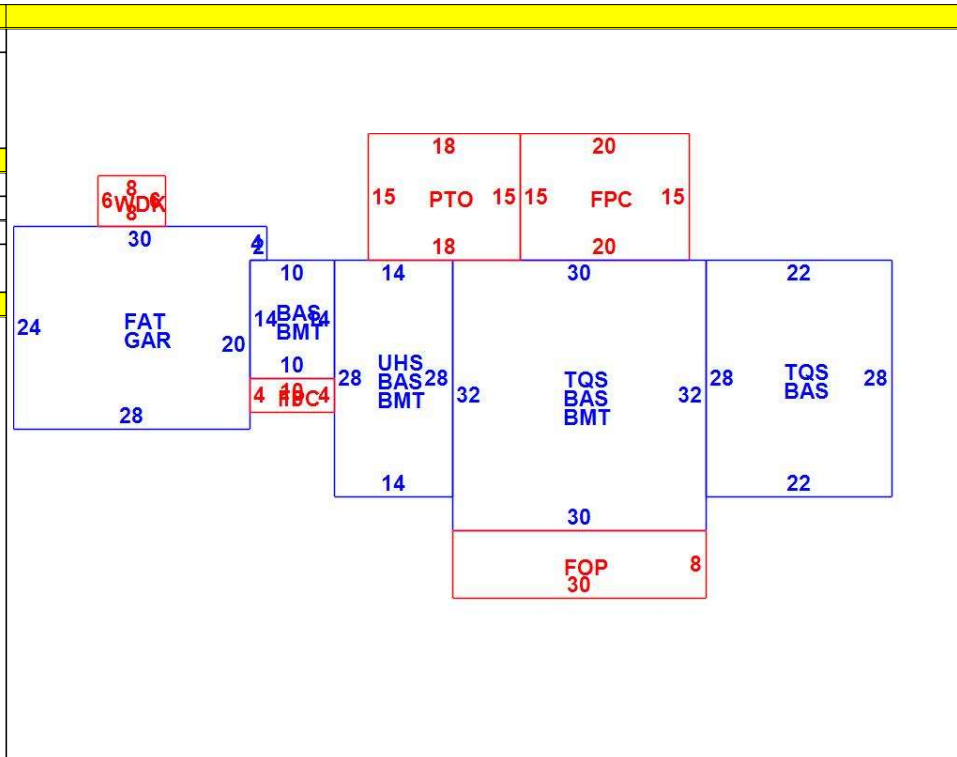 18 20
15 PTO 15 15 FPC 15
18 20
8
6 WDK 6
8
30 4
2
24 FAT
GAR 20
28
10
14 BAS 14
BMT
10
4 10 4
FPC
14
28 UHS 28
BAS
BMT
14
30
32 TQS 32
BAS
BMT
30
22
28 TQS 28
BAS
22
FOP 8
30